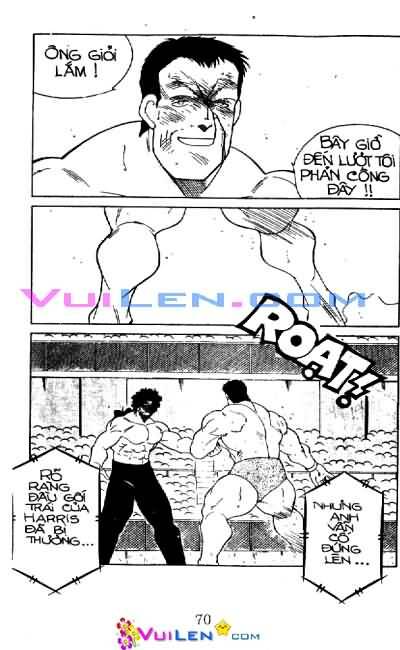 ÔNG GIỎI
LẮM !
BÂY GIỜ
ĐẾN LƯỢT TÔI
PHẢN CÔNG
ĐÂY !!
VuiLen.com
ROẠT!!
RÕ
RÀNG
ĐẦU GỐI
TRÁI CỦA
HARRIS
ĐÃ BỊ
THƯƠNG...
NHƯNG
ANH
VẪN
CỐ
ĐỨNG
LÊN ...
70
VuiLen.com